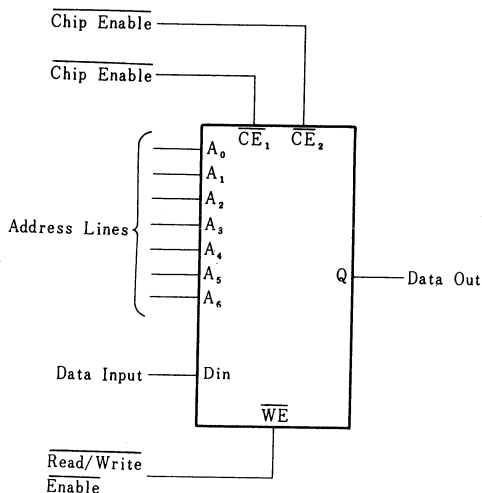 Chip Enable
Chip Enable
CE₁ CE₂
A₀
A₁
A₂
A₃
Address Lines
A₄
A₅
A₆
Q
Data Out
Data Input
Din
WE
Read/Write
Enable